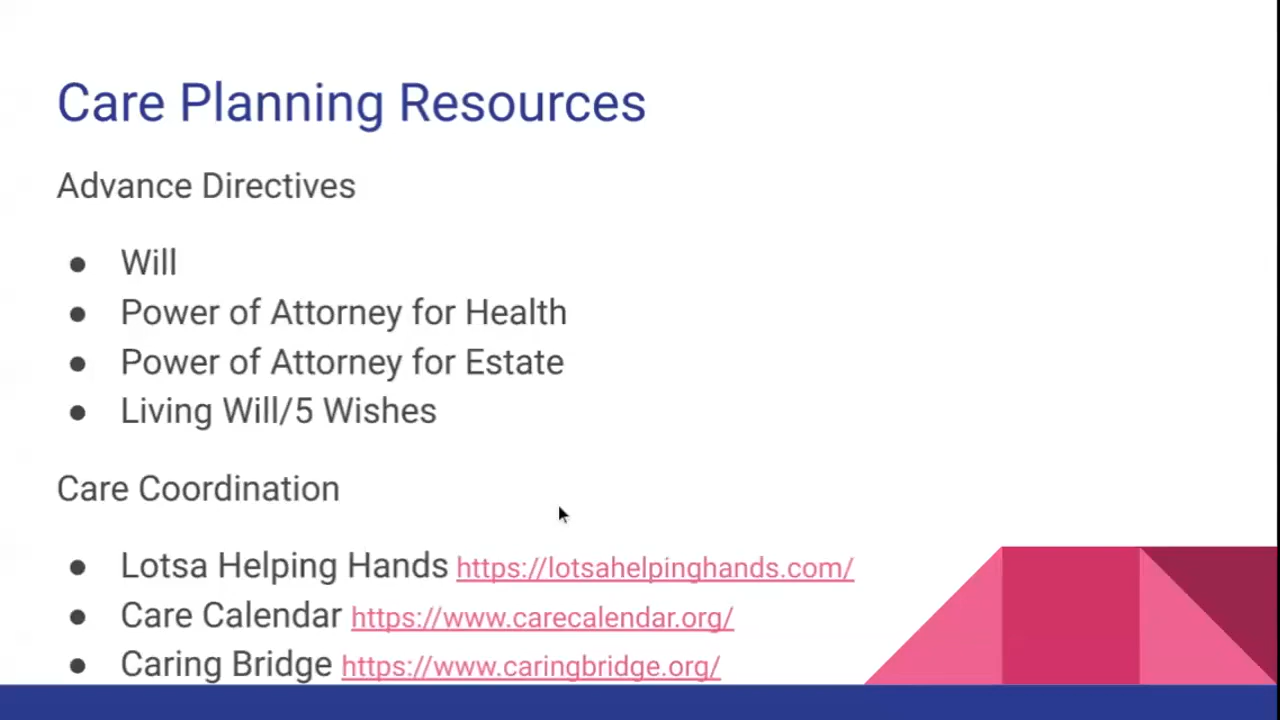 Care Planning Resources
Advance Directives
● Will
● Power of Attorney for Health
● Power of Attorney for Estate
● Living Will/5 Wishes
Care Coordination
● Lotsa Helping Hands https://lotsahelpinghands.com/
● Care Calendar https://www.carecalendar.org/
● Caring Bridge https://www.caringbridge.org/